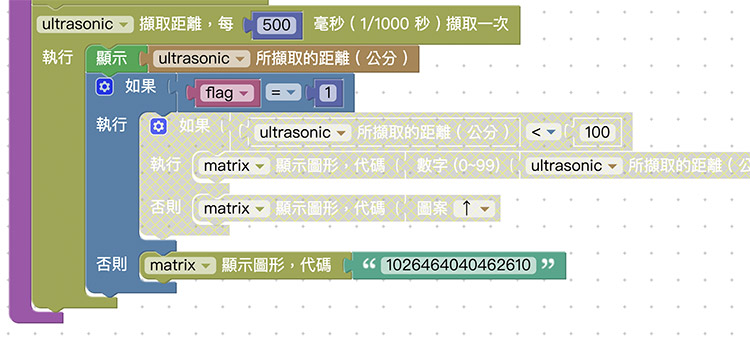 ultrasonic 擷取距離，每 500 毫秒 ( 1/1000 秒 ) 擷取一次
執行 顯示 ultrasonic 所擷取的距離 ( 公分 )
如果 flag = 1
執行 如果 ultrasonic 所擷取的距離 ( 公分 ) < 100
執行 matrix 顯示圖形，代碼 數字 (0~99) ultrasonic 所擷取的距離 ( 公
否則 matrix 顯示圖形，代碼 圖案 ↑
否則 matrix 顯示圖形，代碼 “ 1026464040462610 ”